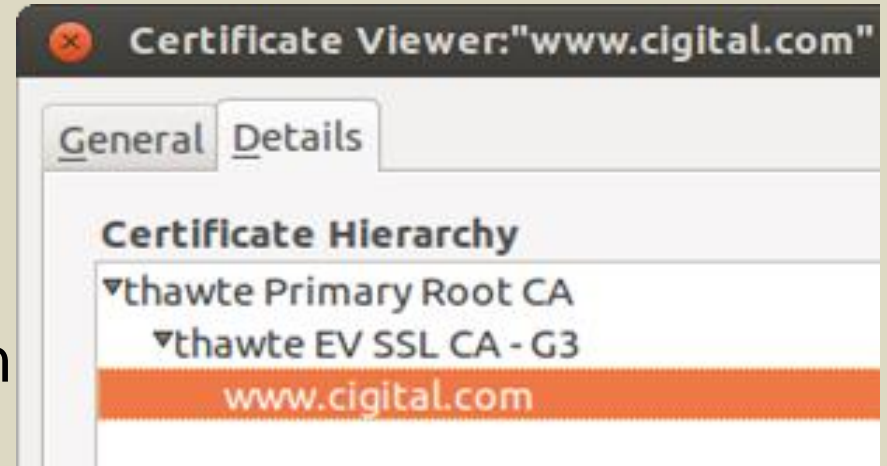 Certificate Viewer:"www.cigital.com"
General Details
Certificate Hierarchy
thawte Primary Root CA
thawte EV SSL CA - G3
www.cigital.com